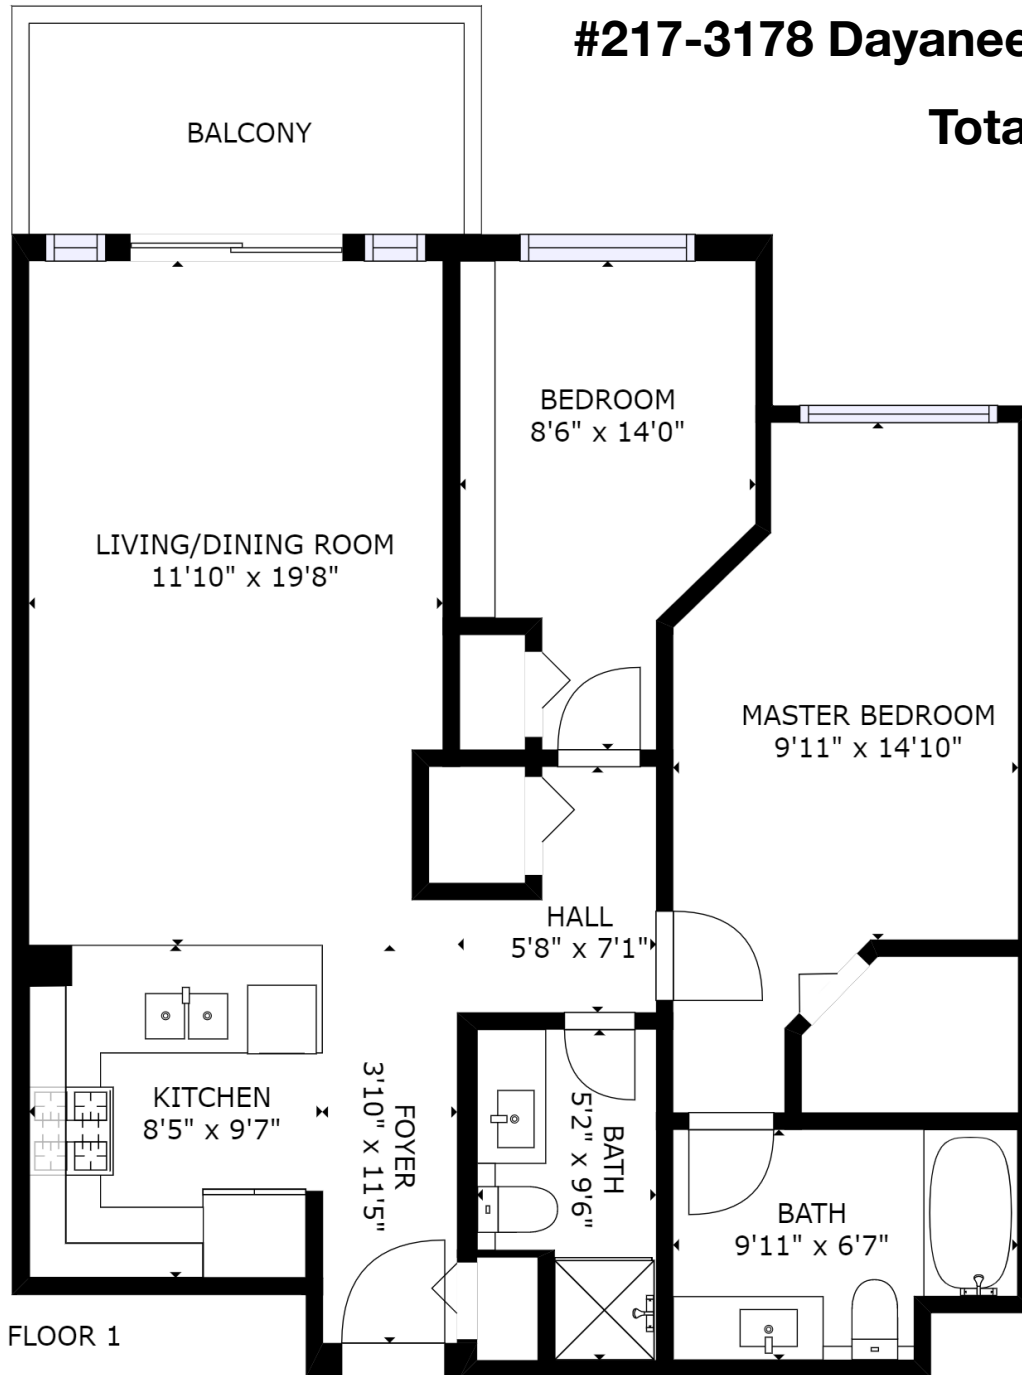 #217-3178 Dayanee
Tota
BALCONY
BEDROOM
8'6" x 14'0"
LIVING/DINING ROOM
11'10" x 19'8"
MASTER BEDROOM
9'11" x 14'10"
HALL
5'8" x 7'1"
KITCHEN
8'5" x 9'7"
FOYER
3'10" x 11'5"
BATH
5'2" x 9'6"
BATH
9'11" x 6'7"
FLOOR 1